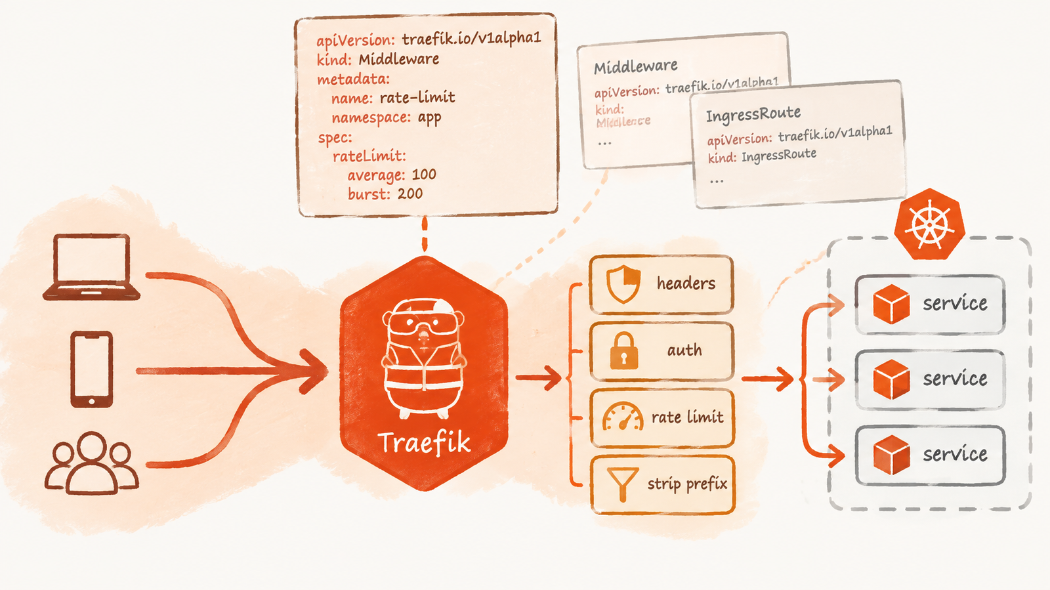 apiVersion: traefik.io/v1alpha1
kind: Middleware
metadata:
name: rate-limit
namespace: app
spec:
rateLimit:
average: 100
burst: 200
Middleware
apiVersion: traefik.io/v1alpha1
kind:
...
IngressRoute
apiVersion: traefik.io/v1alpha1
kind: IngressRoute
...
Traefik
headers
auth
rate limit
strip prefix
service
service
service